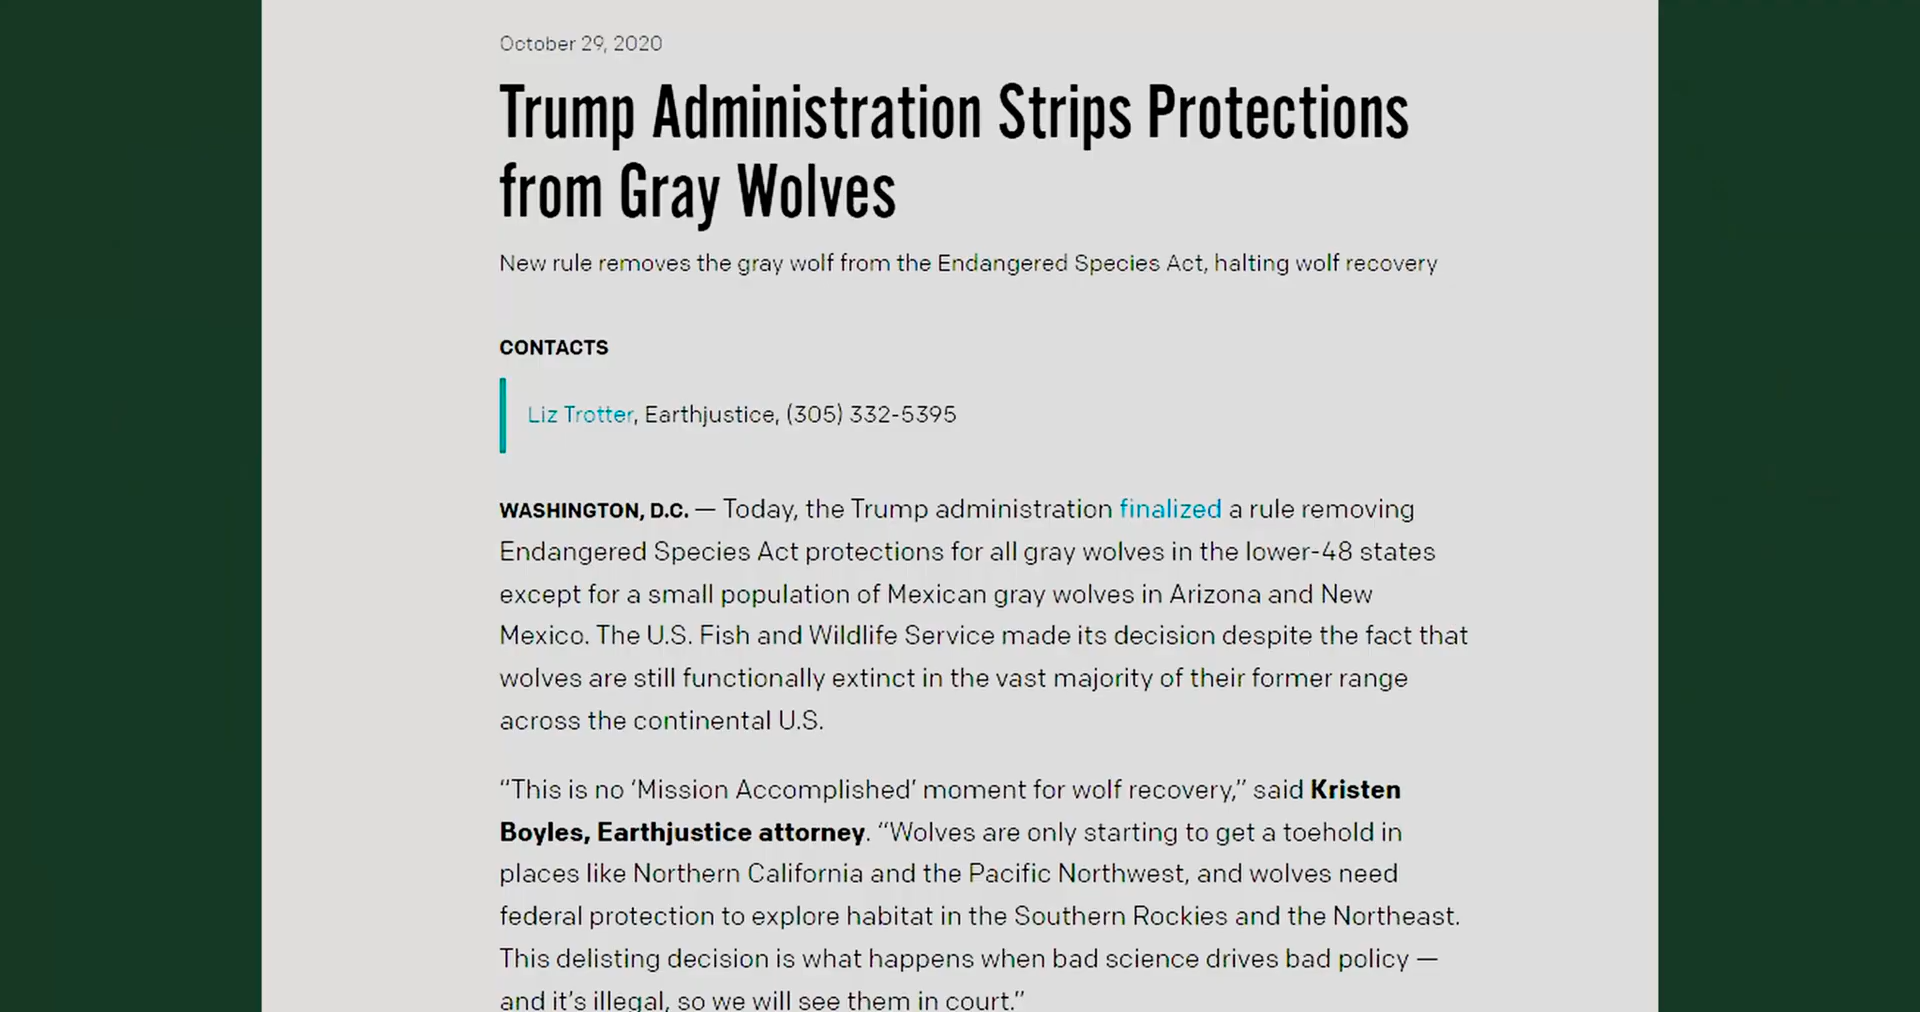 October 29, 2020
Trump Administration Strips Protections
from Gray Wolves
New rule removes the gray wolf from the Endangered Species Act, halting wolf recovery
CONTACTS
Liz Trotter, Earthjustice, (305) 332-5395
WASHINGTON, D.C. — Today, the Trump administration finalized a rule removing
Endangered Species Act protections for all gray wolves in the lower-48 states
except for a small population of Mexican gray wolves in Arizona and New
Mexico. The U.S. Fish and Wildlife Service made its decision despite the fact that
wolves are still functionally extinct in the vast majority of their former range
across the continental U.S.
“This is no ‘Mission Accomplished’ moment for wolf recovery,” said Kristen
Boyles, Earthjustice attorney. “Wolves are only starting to get a toehold in
places like Northern California and the Pacific Northwest, and wolves need
federal protection to explore habitat in the Southern Rockies and the Northeast.
This delisting decision is what happens when bad science drives bad policy —
and it’s illegal, so we will see them in court.”